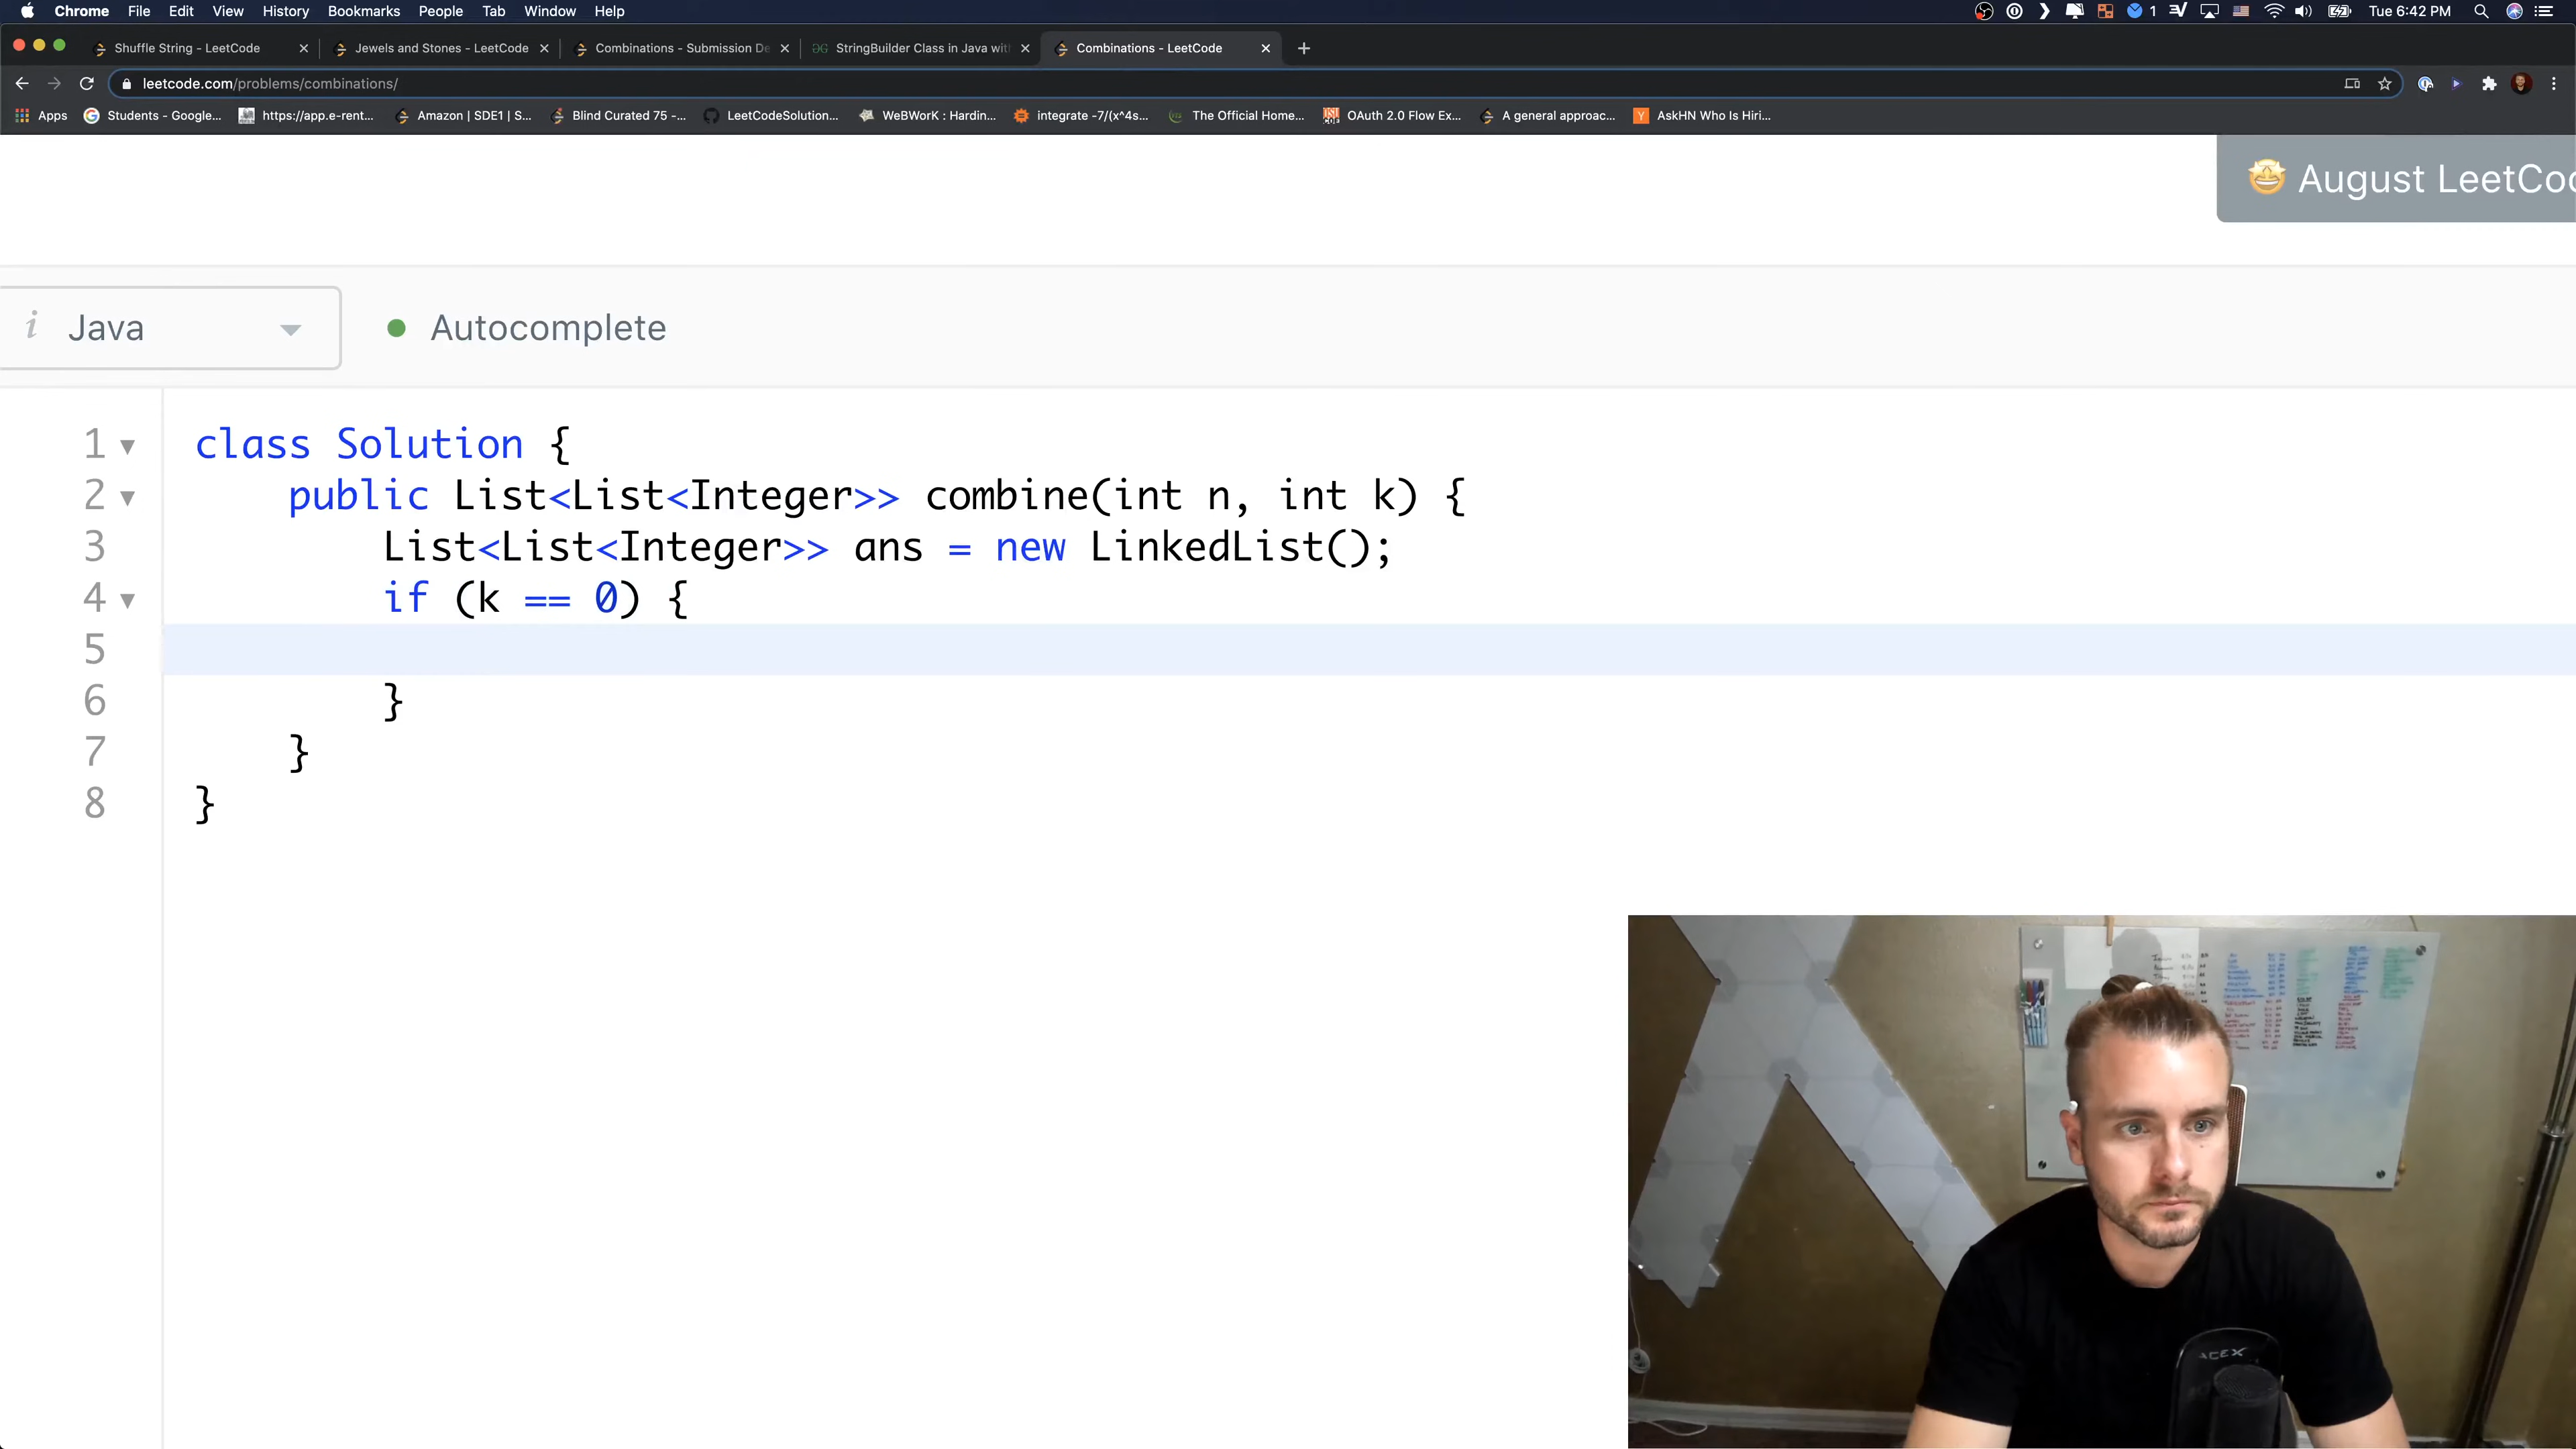 Chrome File Edit View History Bookmarks People Tab Window Help 1 Tue 6:42 PM
Shuffle String - LeetCode Jewels and Stones - LeetCode Combinations - Submission De StringBuilder Class in Java wit Combinations - LeetCode
leetcode.com/problems/combinations/
Apps Students - Google... https://app.e-rent... Amazon | SDE1 | S... Blind Curated 75 -... LeetCodeSolution... WeBWorK : Hardin... integrate -7/(x^4s... The Official Home... OAuth 2.0 Flow Ex... A general approac... AskHN Who Is Hiri...
August LeetCod
i Java Autocomplete
1 class Solution {
2 public List<List<Integer>> combine(int n, int k) {
3 List<List<Integer>> ans = new LinkedList();
4 if (k == 0) {
5
6 }
7 }
8 }